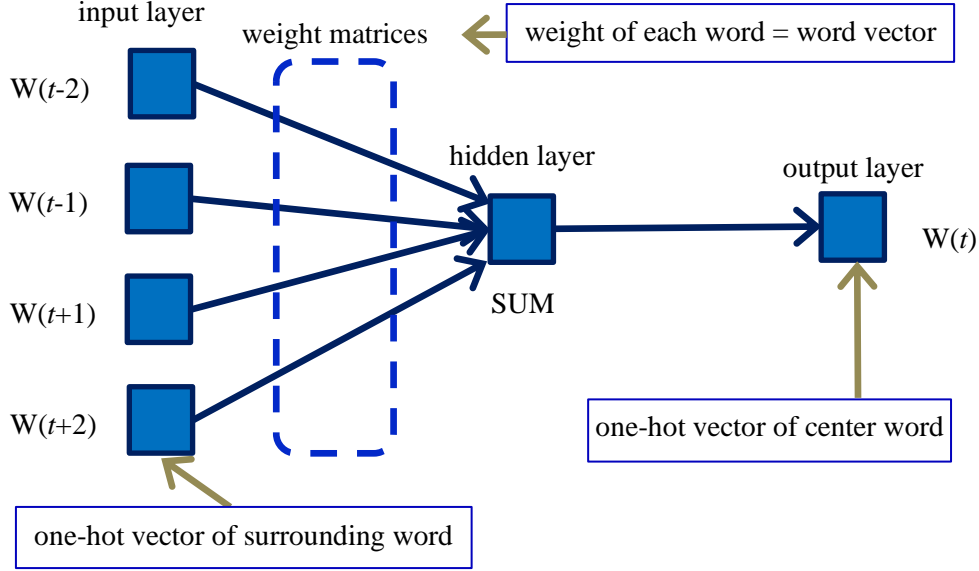 input layer
weight matrices
weight of each word = word vector
W(t-2)
hidden layer
output layer
W(t-1)
W(t)
W(t+1)
SUM
W(t+2)
one-hot vector of center word
one-hot vector of surrounding word